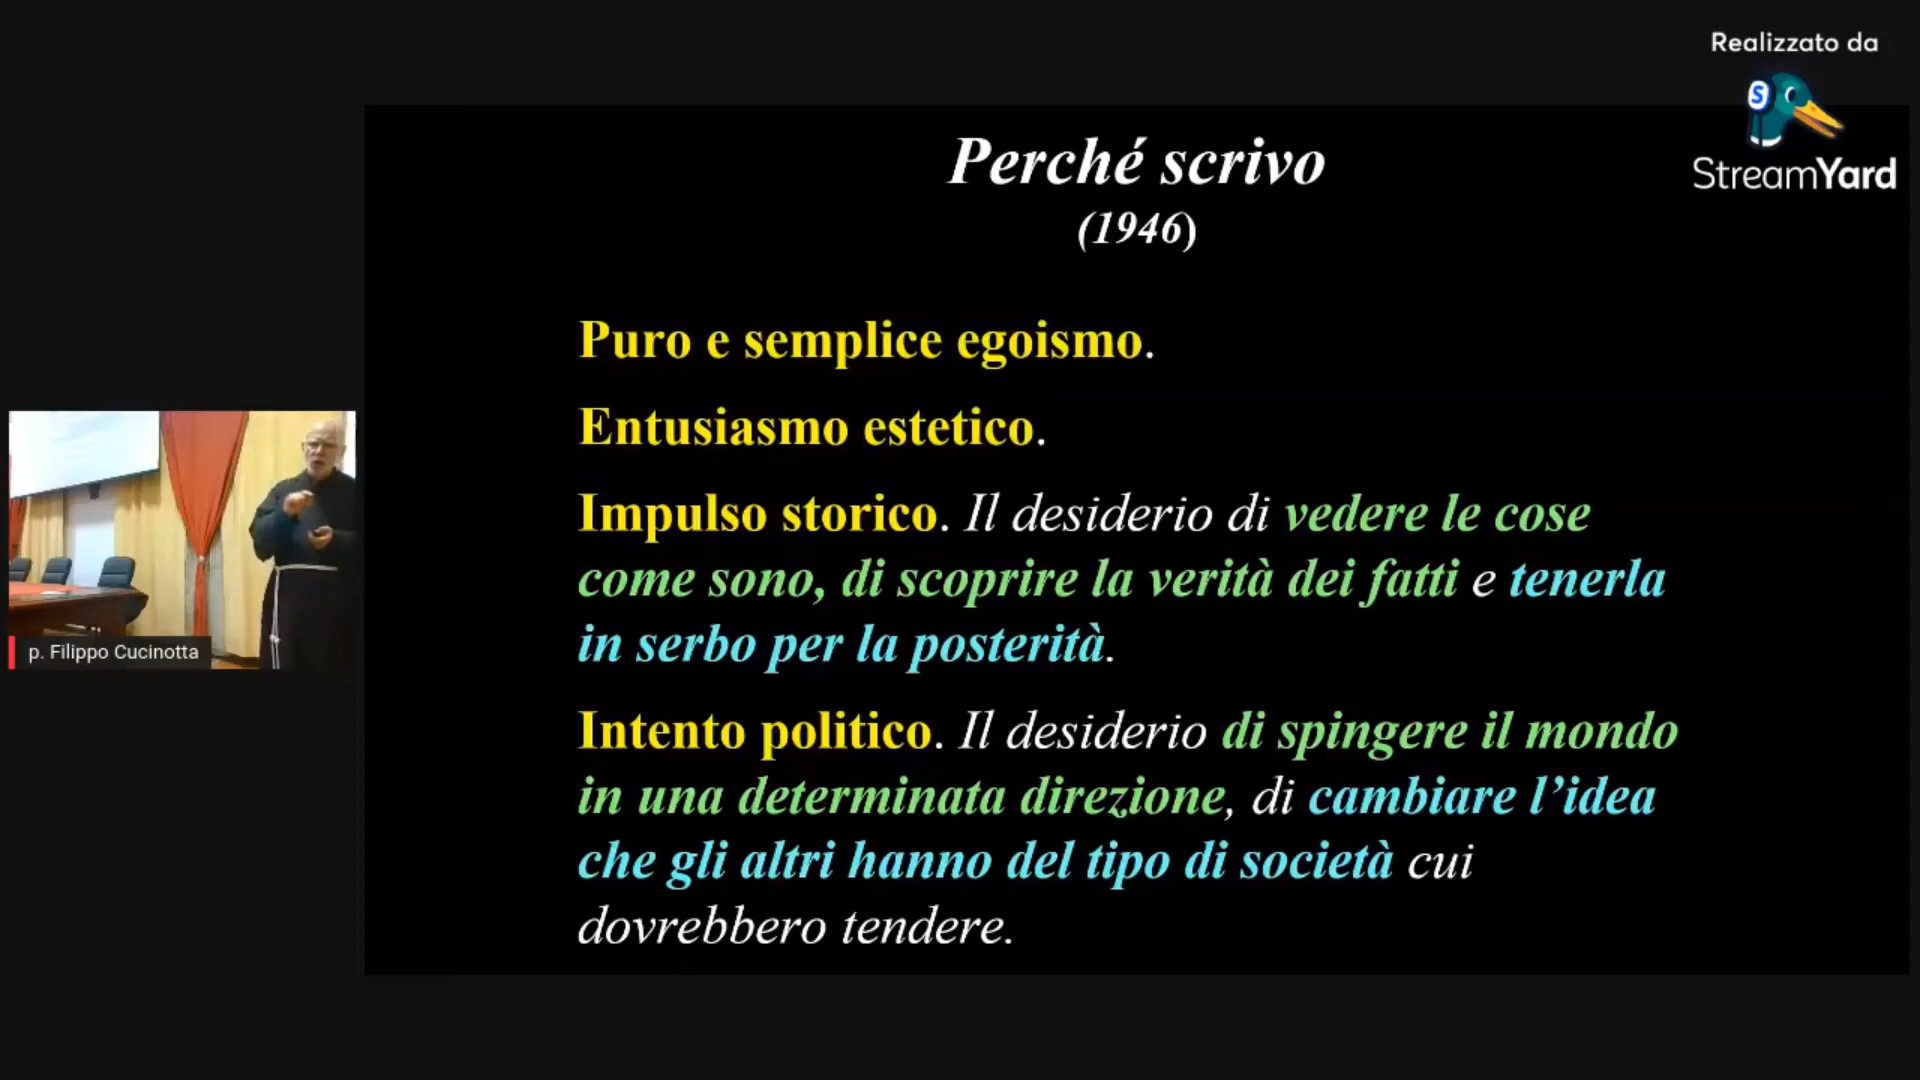 Realizzato da
StreamYard
Perché scrivo
(1946)
Puro e semplice egoismo.
Entusiasmo estetico.
Impulso storico. Il desiderio di vedere le cose
come sono, di scoprire la verità dei fatti e tenerla
in serbo per la posterità.
Intento politico. Il desiderio di spingere il mondo
in una determinata direzione, di cambiare l’idea
che gli altri hanno del tipo di società cui
dovrebbero tendere.
p. Filippo Cucinotta